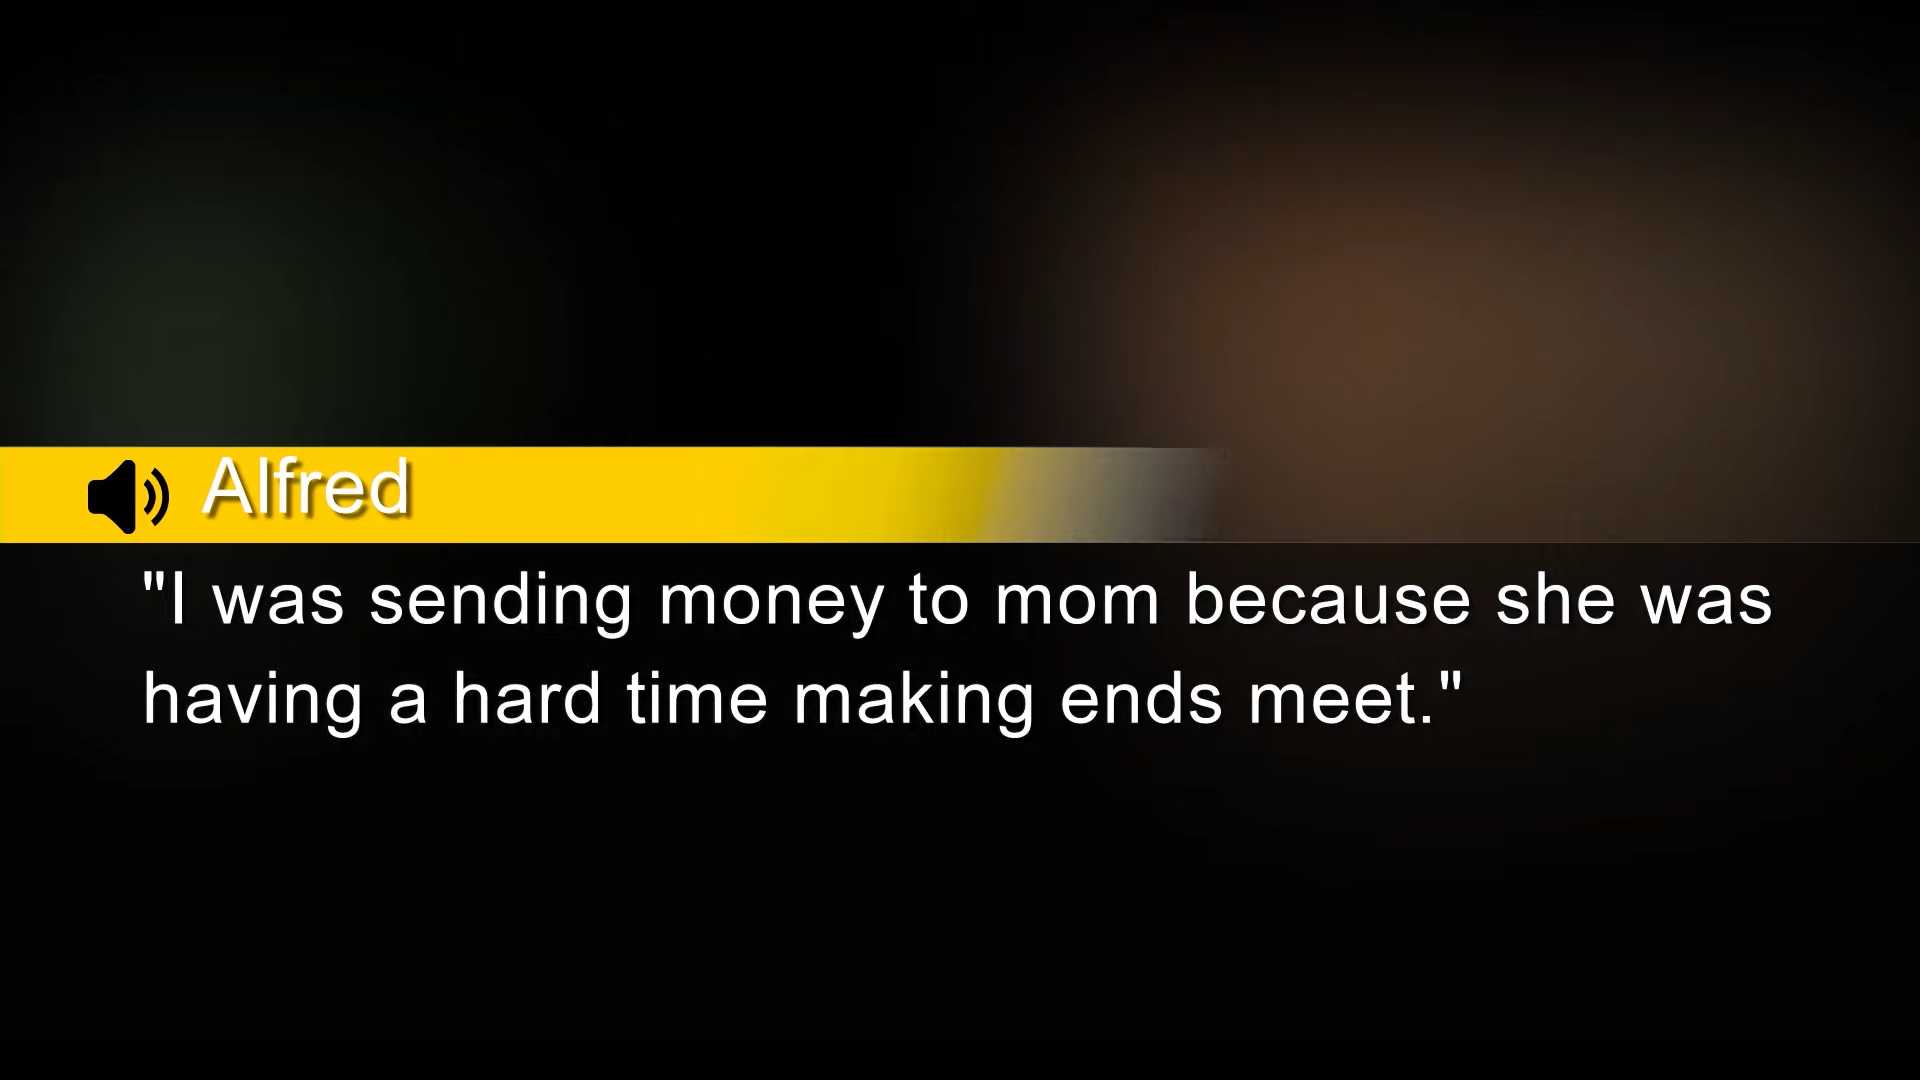 Alfred
"I was sending money to mom because she was
having a hard time making ends meet."